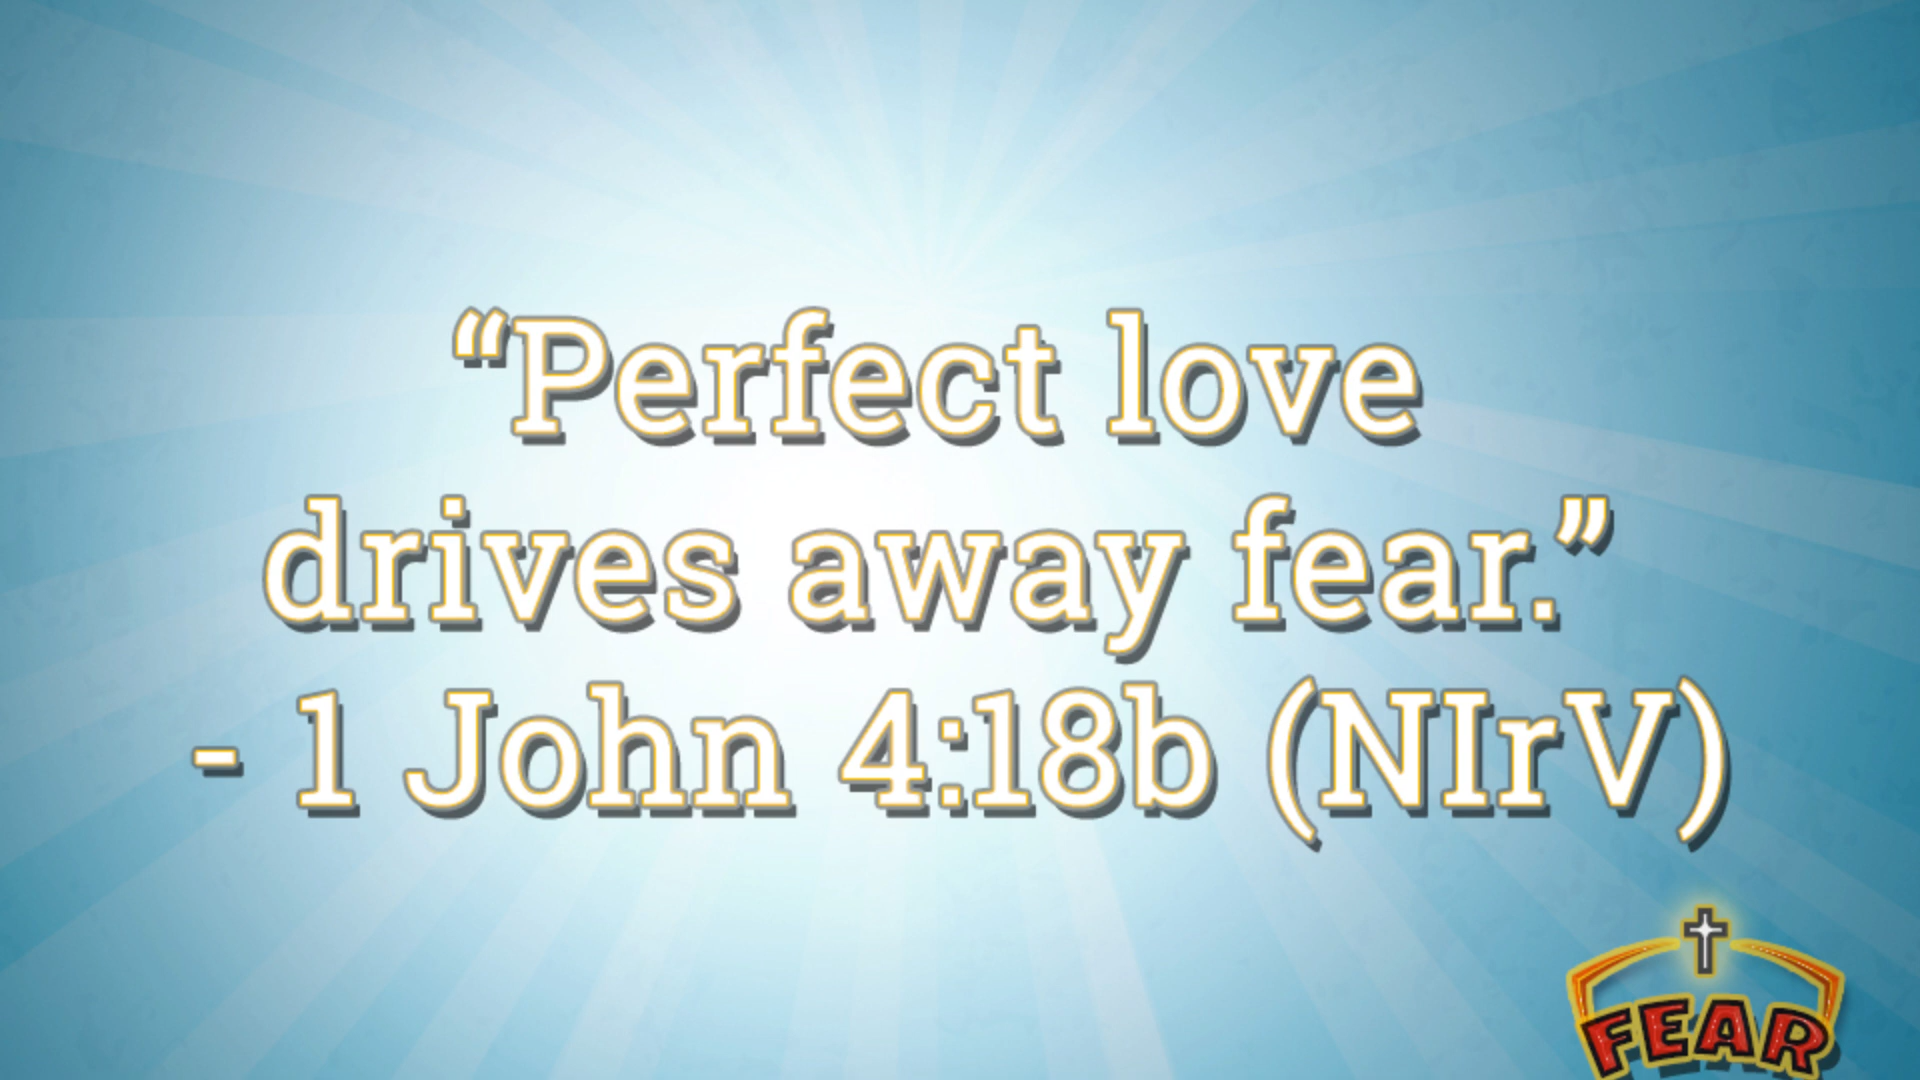 “Perfect love
drives away fear.”
- 1 John 4:18b (NIrV)
FEAR